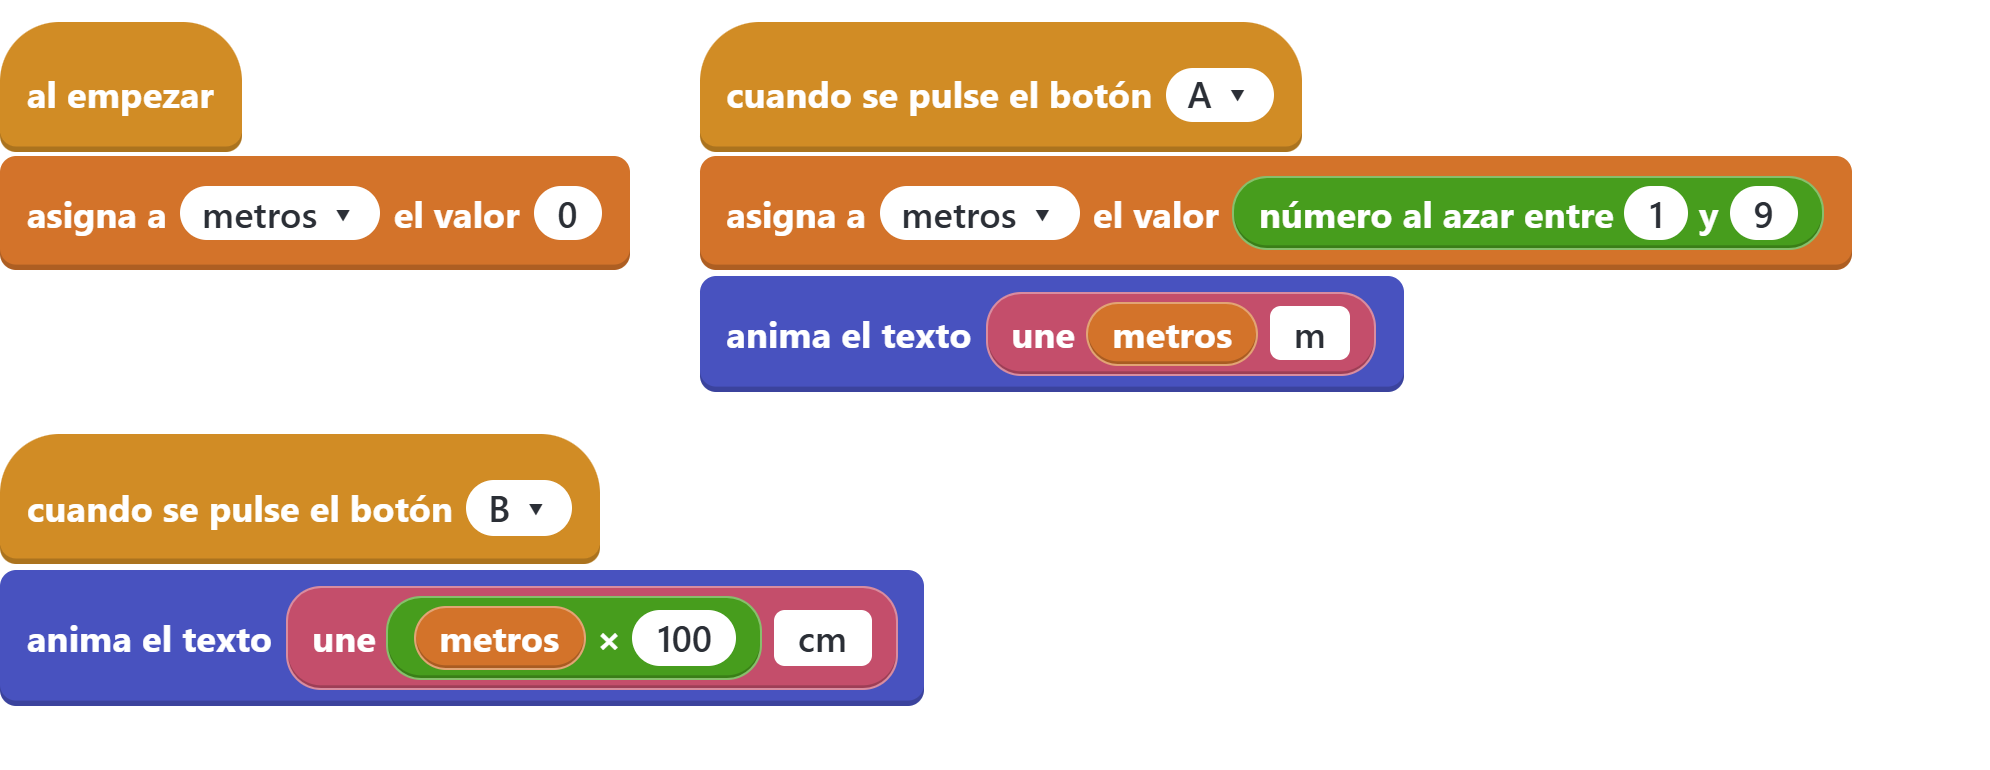 al empezar
asigna a metros ▼ el valor 0
cuando se pulse el botón A ▼
asigna a metros ▼ el valor número al azar entre 1 y 9
anima el texto une metros m
cuando se pulse el botón B ▼
anima el texto une metros × 100 cm